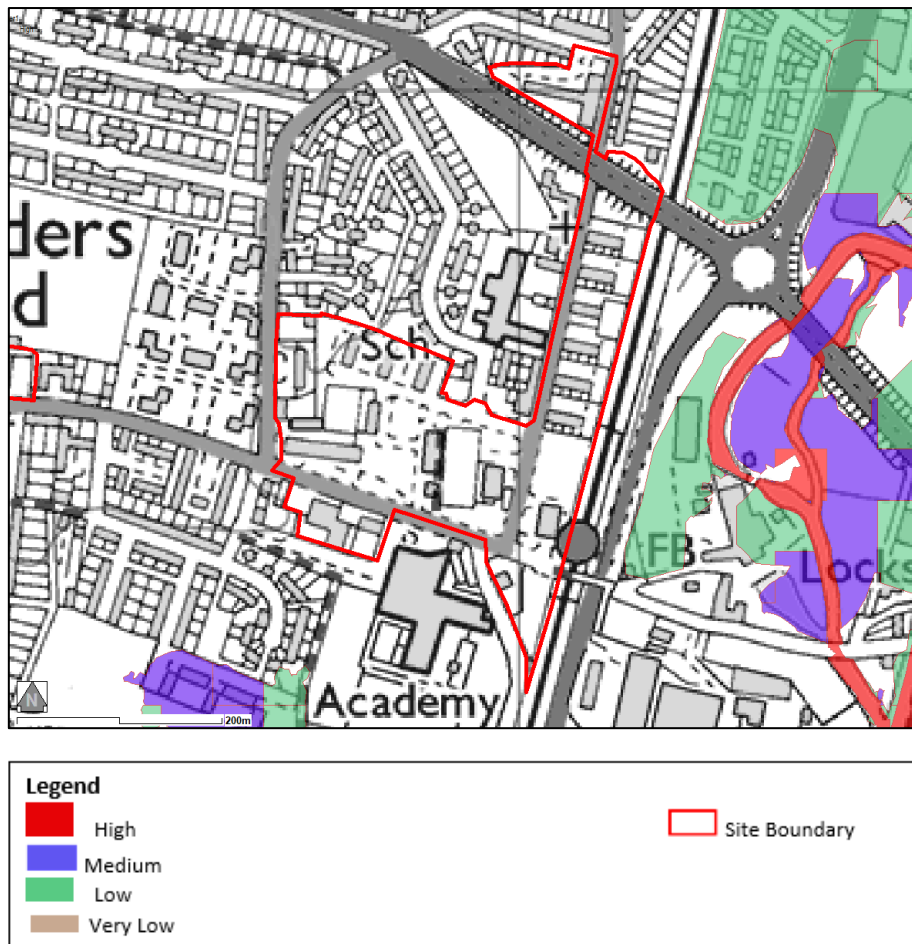 ders
d
Sch
FB
Locks
Academy
N
200m
Legend
High
Medium
Low
Very Low
Site Boundary